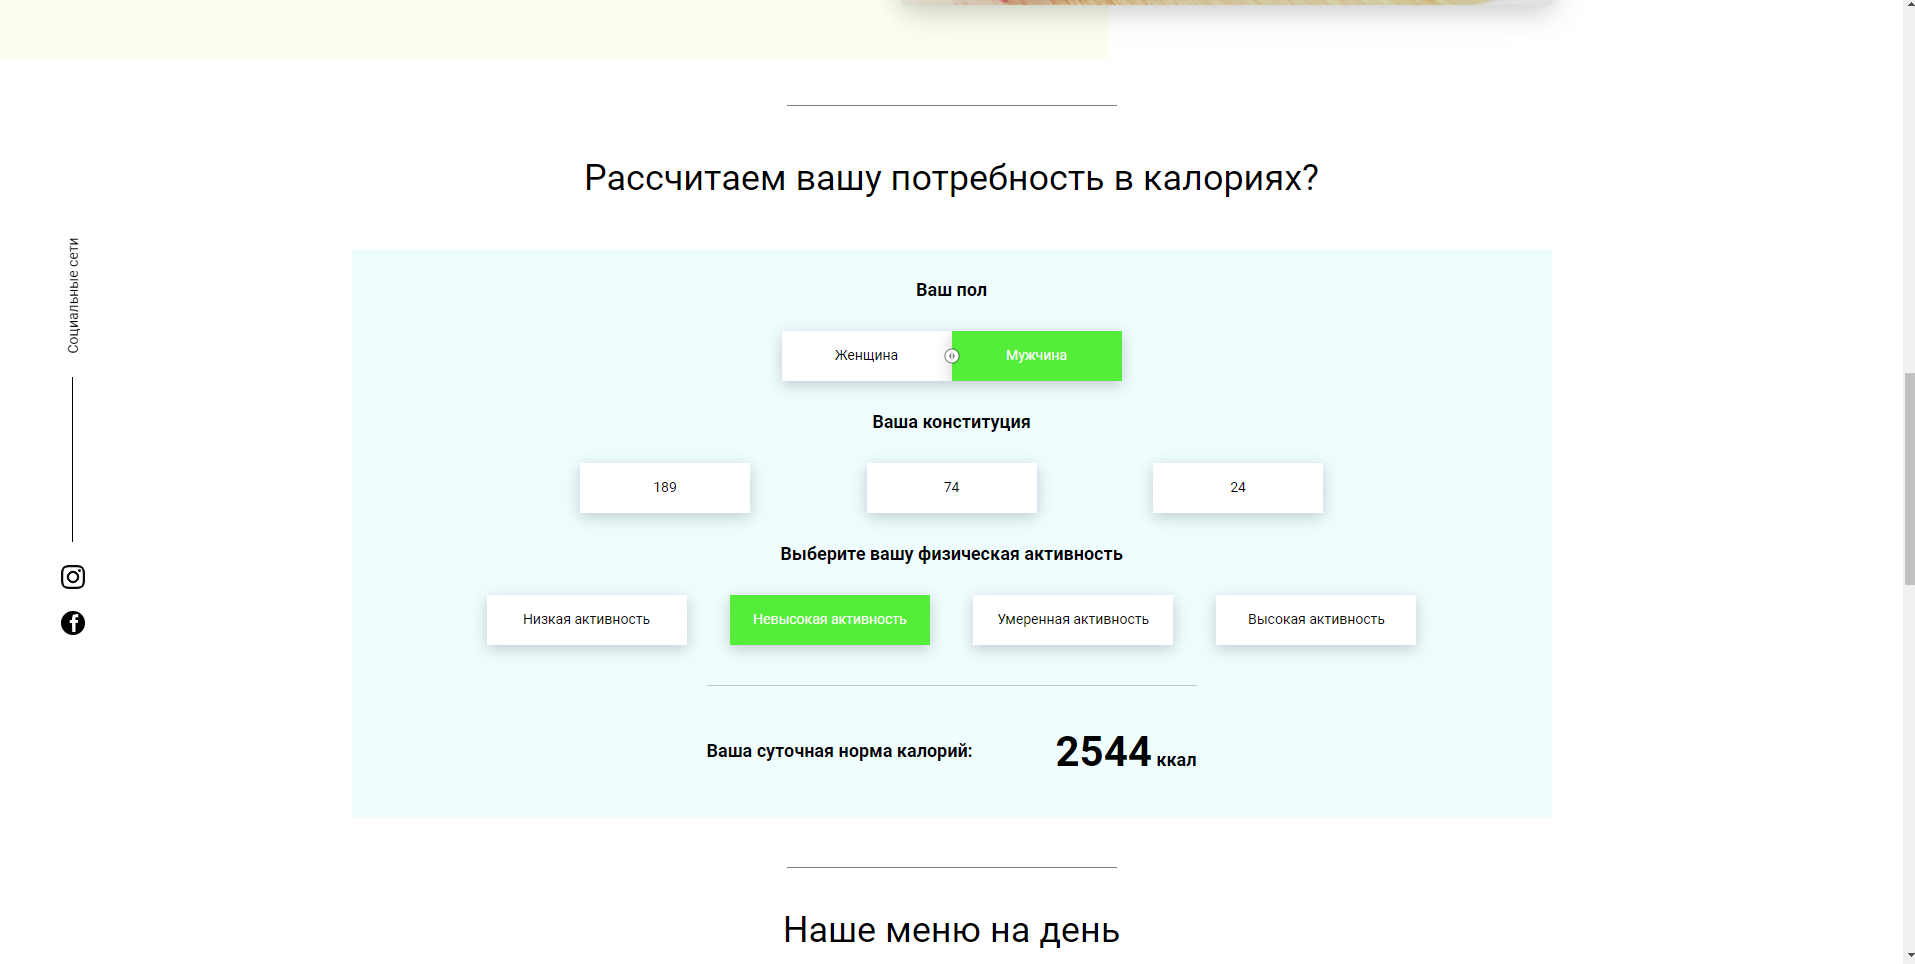 Рассчитаем вашу потребность в калориях?
Социальные сети
Ваш пол
Женщина
Мужчина
Ваша конституция
189
74
24
Выберите вашу физическая активность
Низкая активность
Невысокая активность
Умеренная активность
Высокая активность
Ваша суточная норма калорий:
2544 ккал
Наше меню на день